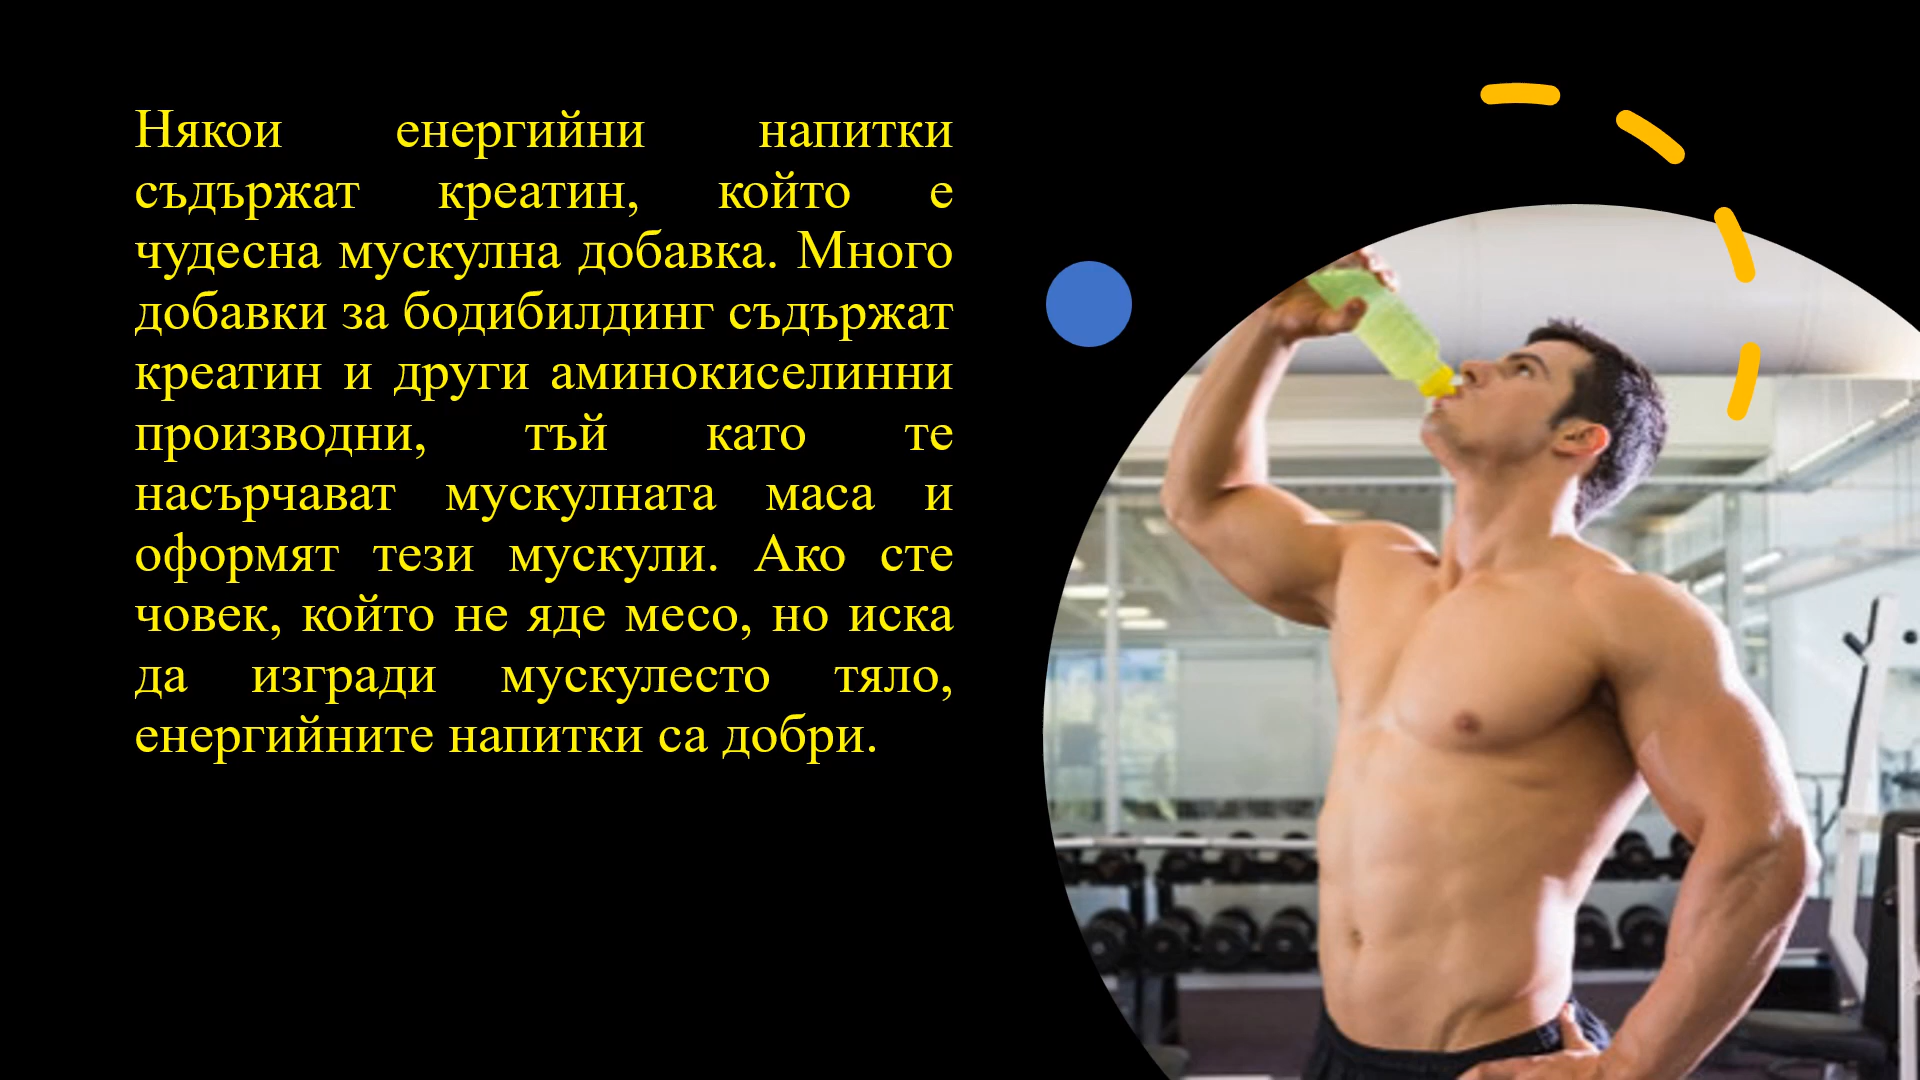 Някои енергийни напитки
съдържат креатин, който е
чудесна мускулна добавка. Много
добавки за бодибилдинг съдържат
креатин и други аминокиселинни
производни, тъй като те
насърчават мускулната маса и
оформят тези мускули. Ако сте
човек, който не яде месо, но иска
да изгради мускулесто тяло,
енергийните напитки са добри.